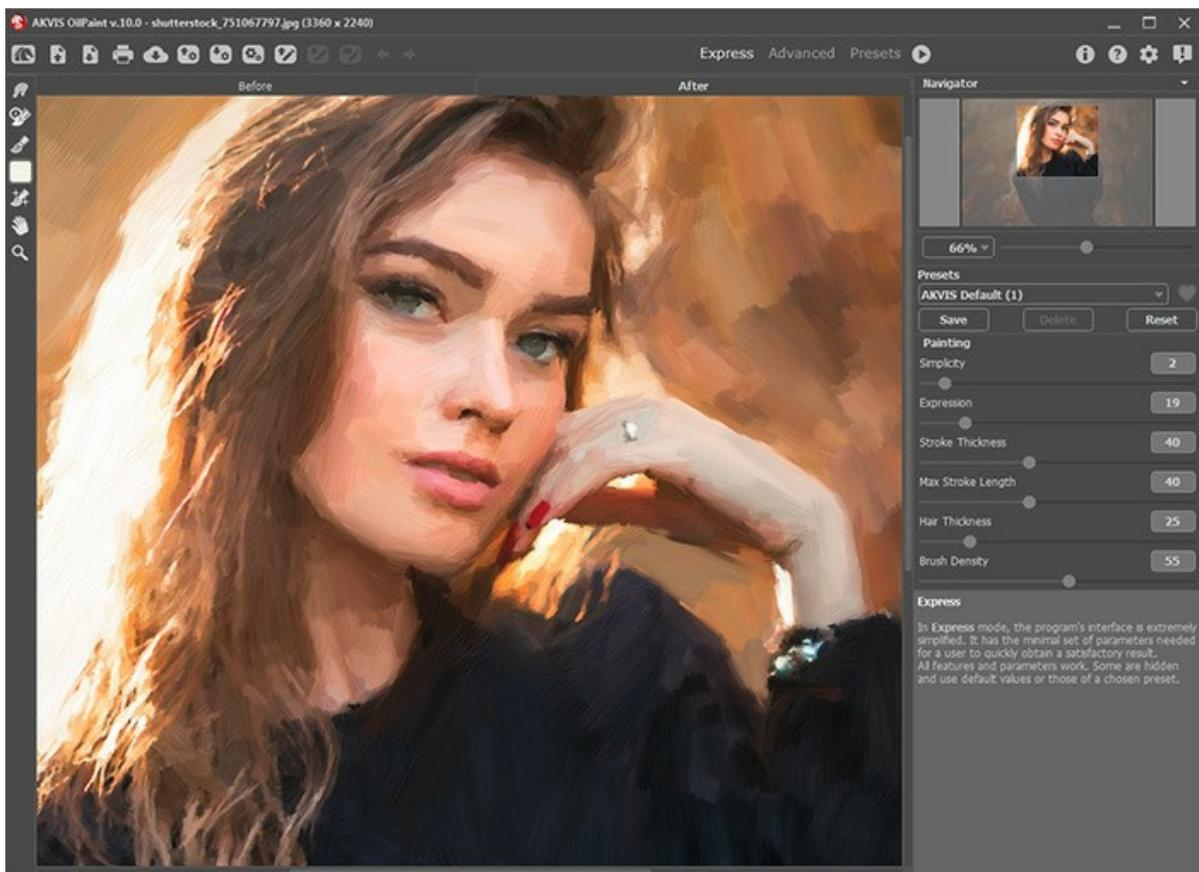 AKVIS OilPaint v.10.0 - shutterstock_751067797.jpg (3360 x 2240)
Express Advanced Presets
Before
After
Navigator
66%
Presets
AKVIS Default (1)
Save Delete Reset
Painting
Simplicity 2
Expression 19
Stroke Thickness 40
Max Stroke Length 40
Hair Thickness 25
Brush Density 55
Express
In Express mode, the program's interface is extremely
simplified. It has the minimal set of parameters needed
for a user to quickly obtain a satisfactory result.
All features and parameters work. Some are hidden
and use default values or those of a chosen preset.